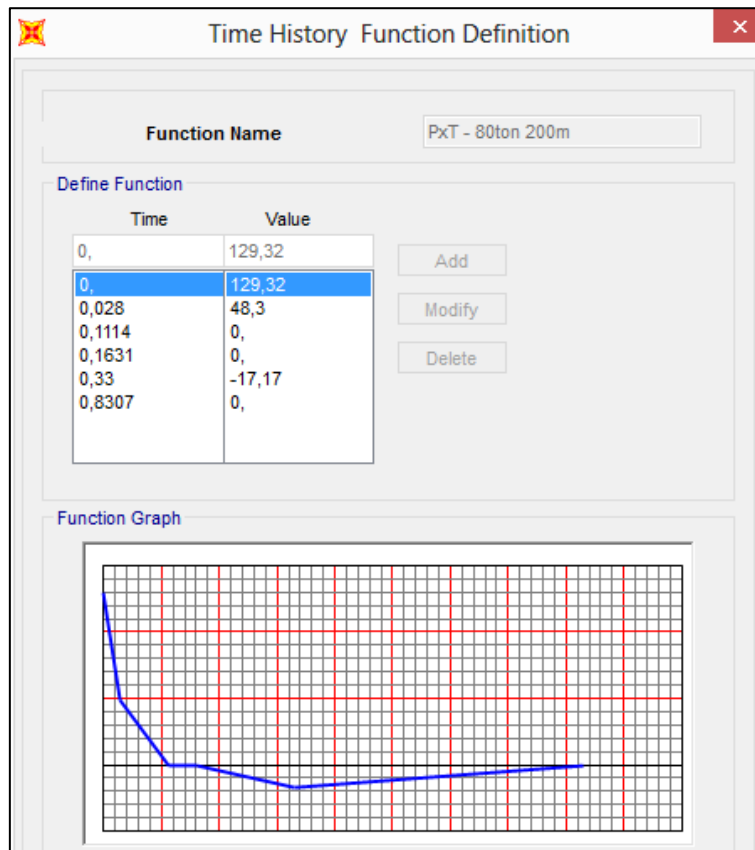 Time History Function Definition
Function Name
PxT - 80ton 200m
Define Function
Time Value
0, 129,32
Add
0, 129,32
0,028 48,3
Modify
0,1114 0,
0,1631 0,
Delete
0,33 -17,17
0,8307 0,
Function Graph